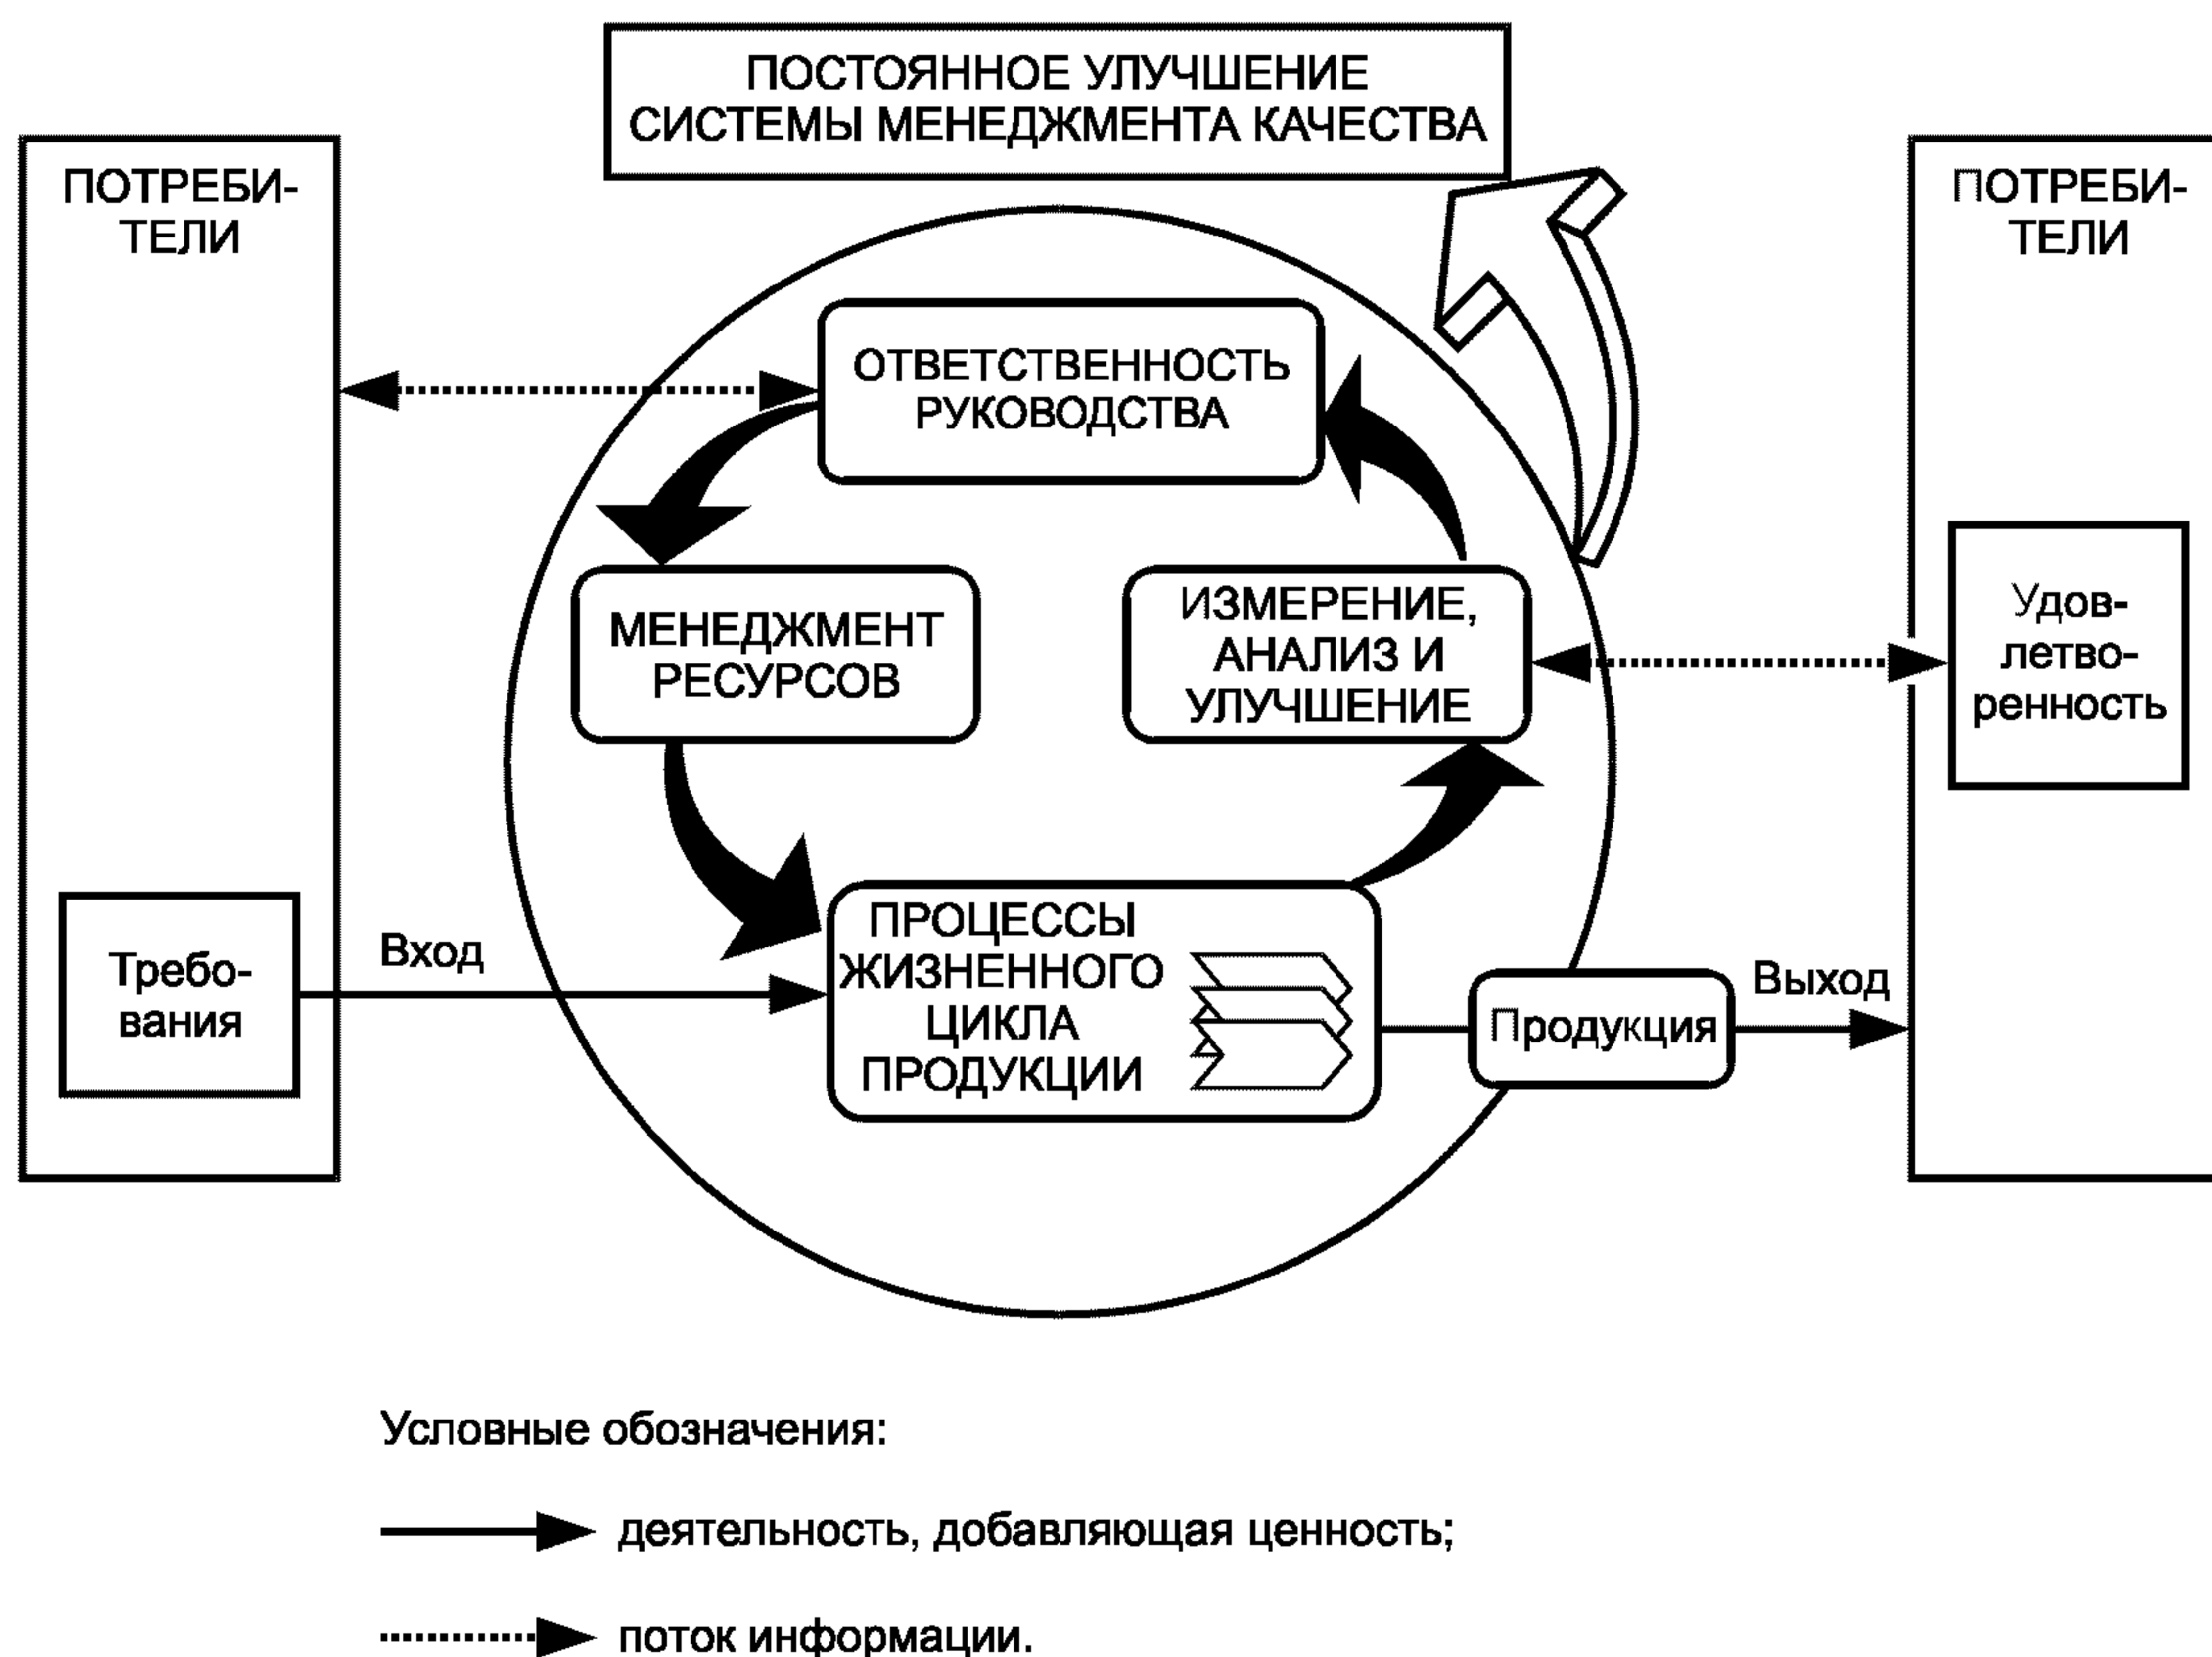 ПОСТОЯННОЕ УЛУЧШЕНИЕ
СИСТЕМЫ МЕНЕДЖМЕНТА КАЧЕСТВА
ПОТРЕБИ-
ТЕЛИ
ПОТРЕБИ-
ТЕЛИ
ОТВЕТСТВЕННОСТЬ
РУКОВОДСТВА
МЕНЕДЖМЕНТ
РЕСУРСОВ
ИЗМЕРЕНИЕ,
АНАЛИЗ И
УЛУЧШЕНИЕ
Удов-
летво-
ренность
Требо-
вания
Вход
ПРОЦЕССЫ
ЖИЗНЕННОГО
ЦИКЛА
ПРОДУКЦИИ
Продукция
Выход
Условные обозначения:
деятельность, добавляющая ценность;
поток информации.